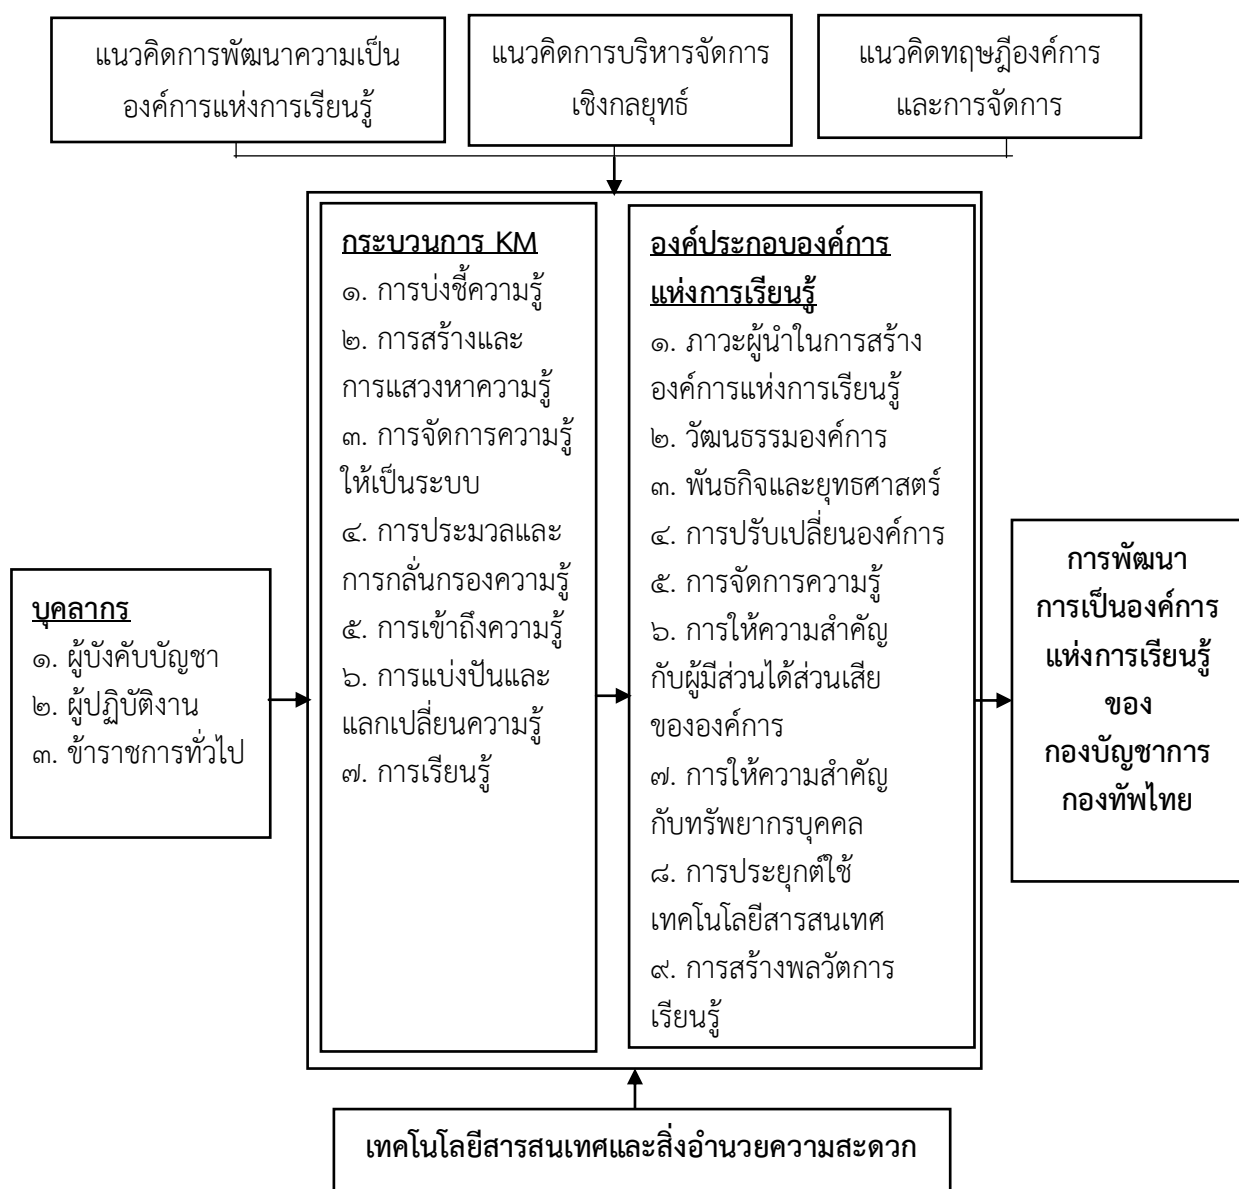 แนวคิดการพัฒนาความเป็น
องค์การแห่งการเรียนรู้
แนวคิดการบริหารจัดการ
เชิงกลยุทธ์
แนวคิดทฤษฎีองค์การ
และการจัดการ
บุคลากร
๑. ผู้บังคับบัญชา
๒. ผู้ปฏิบัติงาน
๓. ข้าราชการทั่วไป
กระบวนการ KM
๑. การบ่งชี้ความรู้
๒. การสร้างและ
การแสวงหาความรู้
๓. การจัดการความรู้
ให้เป็นระบบ
๔. การประมวลและ
การกลั่นกรองความรู้
๕. การเข้าถึงความรู้
๖. การแบ่งปันและ
แลกเปลี่ยนความรู้
๗. การเรียนรู้
องค์ประกอบองค์การ
แห่งการเรียนรู้
๑. ภาวะผู้นำในการสร้าง
องค์การแห่งการเรียนรู้
๒. วัฒนธรรมองค์การ
๓. พันธกิจและยุทธศาสตร์
๔. การปรับเปลี่ยนองค์การ
๕. การจัดการความรู้
๖. การให้ความสำคัญ
กับผู้มีส่วนได้ส่วนเสีย
ขององค์การ
๗. การให้ความสำคัญ
กับทรัพยากรบุคคล
๘. การประยุกต์ใช้
เทคโนโลยีสารสนเทศ
๙. การสร้างพลวัตการ
เรียนรู้
การพัฒนา
การเป็นองค์การ
แห่งการเรียนรู้
ของ
กองบัญชาการ
กองทัพไทย
เทคโนโลยีสารสนเทศและสิ่งอำนวยความสะดวก